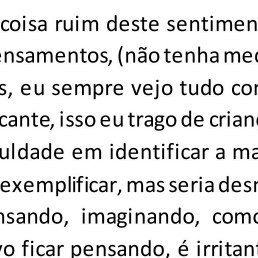 coisa ruim deste sentimen
ensamentos, (não tenha med
s, eu sempre vejo tudo con
cante, isso eu trago de crian
uldade em identificar a ma
exemplificar, mas seria desn
nsando, imaginando, como
vo ficar pensando, é irritant